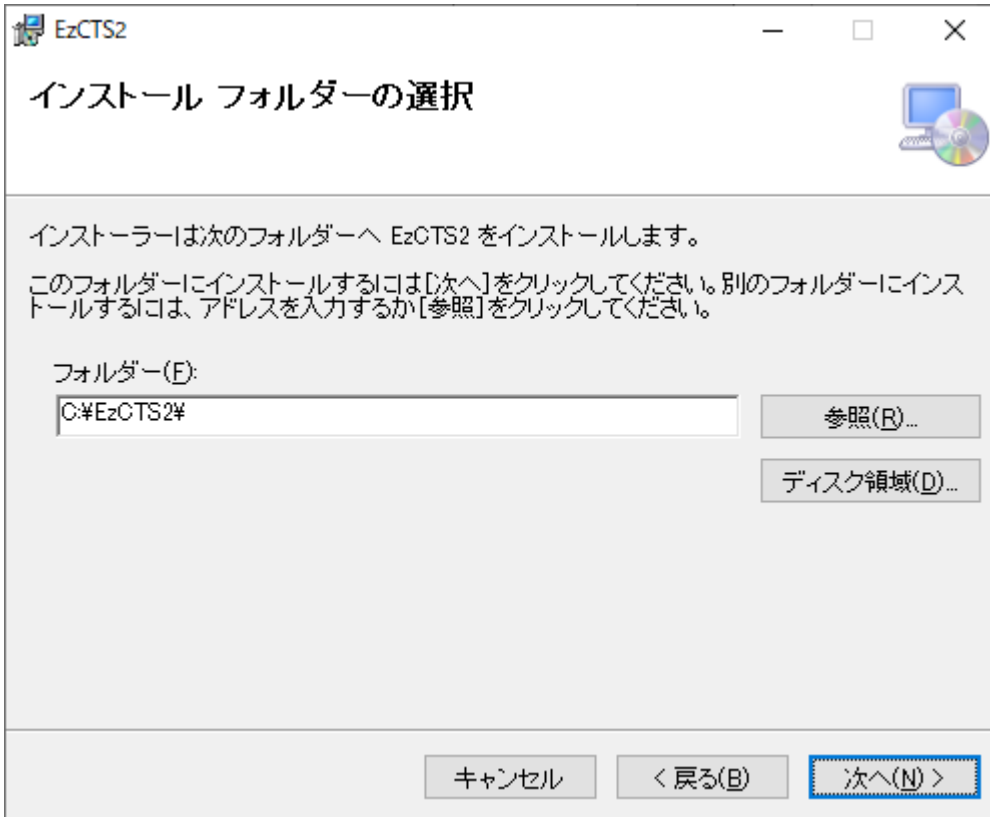 EzCTS2
インストール フォルダーの選択
インストーラーは次のフォルダーへ EzCTS2 をインストールします。
このフォルダーにインストールするには[次へ]をクリックしてください。別のフォルダーにインス
トールするには、アドレスを入力するか[参照]をクリックしてください。
フォルダー(F):
C:¥EzCTS2¥
参照(R)...
ディスク領域(D)...
キャンセル
< 戻る(B)
次へ(N) >